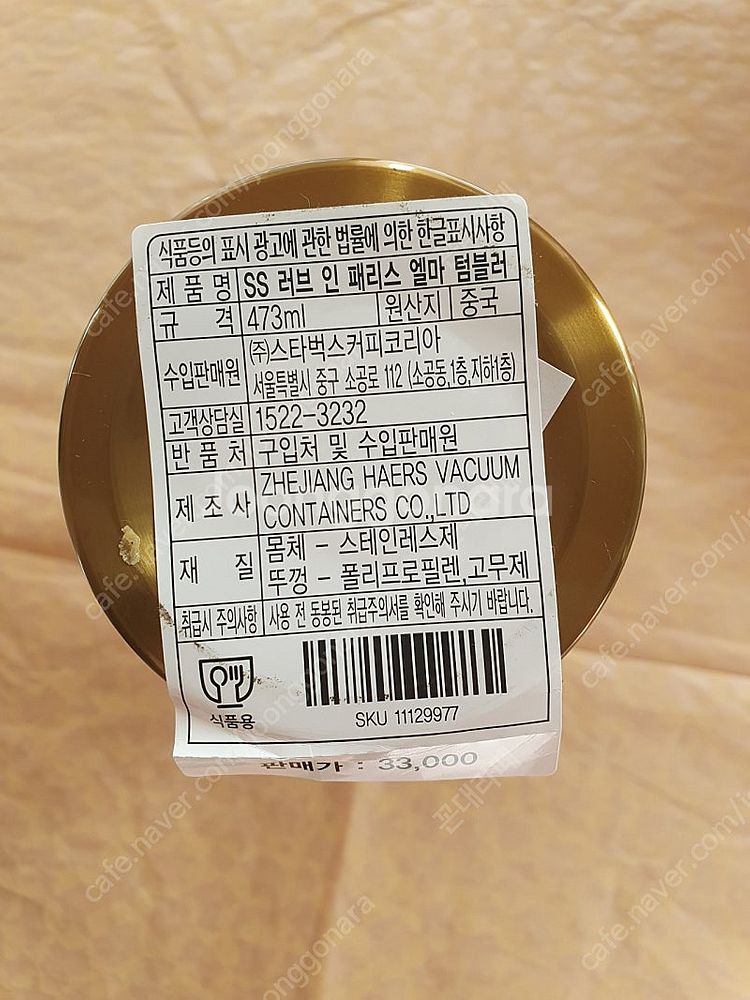 식품등의 표시 광고에 관한 법률에 의한 한글표시사항
제 품 명 SS 러브 인 패리스 엘마 텀블러
규 격 473ml 원산지 중국
수입판매원 (주)스타벅스커피코리아
서울특별시 중구 소공로 112 (소공동,1층,지하1층)
고객상담실 1522-3232
반 품 처 구입처 및 수입판매원
제 조 사 ZHEJIANG HAERS VACUUM
CONTAINERS CO.,LTD
재 질 몸체 - 스테인레스제
뚜껑 - 폴리프로필렌,고무제
취급시 주의사항 사용 전 동봉된 취급주의서를 확인해 주시기 바랍니다.
식품용
SKU 11129977
판매가 : 33,000
cafe.naver.com/joonggonara